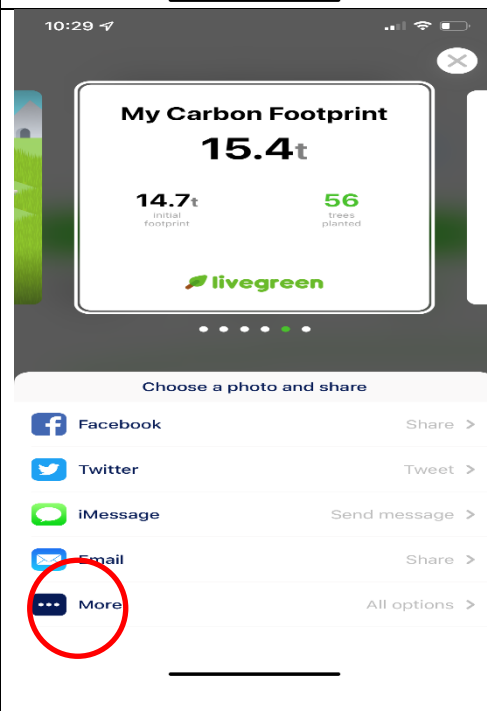 10:29
My Carbon Footprint
15.4t
14.7t
56
initial
footprint
trees
planted
livegreen
Choose a photo and share
Facebook
Share >
Twitter
Tweet >
iMessage
Send message >
Email
Share >
More
All options >